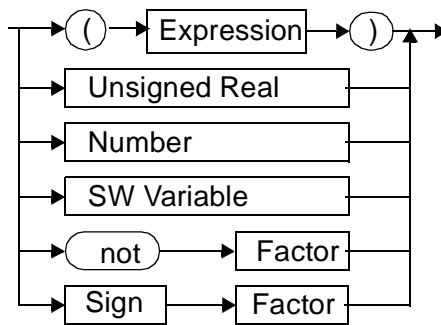 ( Expression )
Unsigned Real
Number
SW Variable
not Factor
Sign Factor